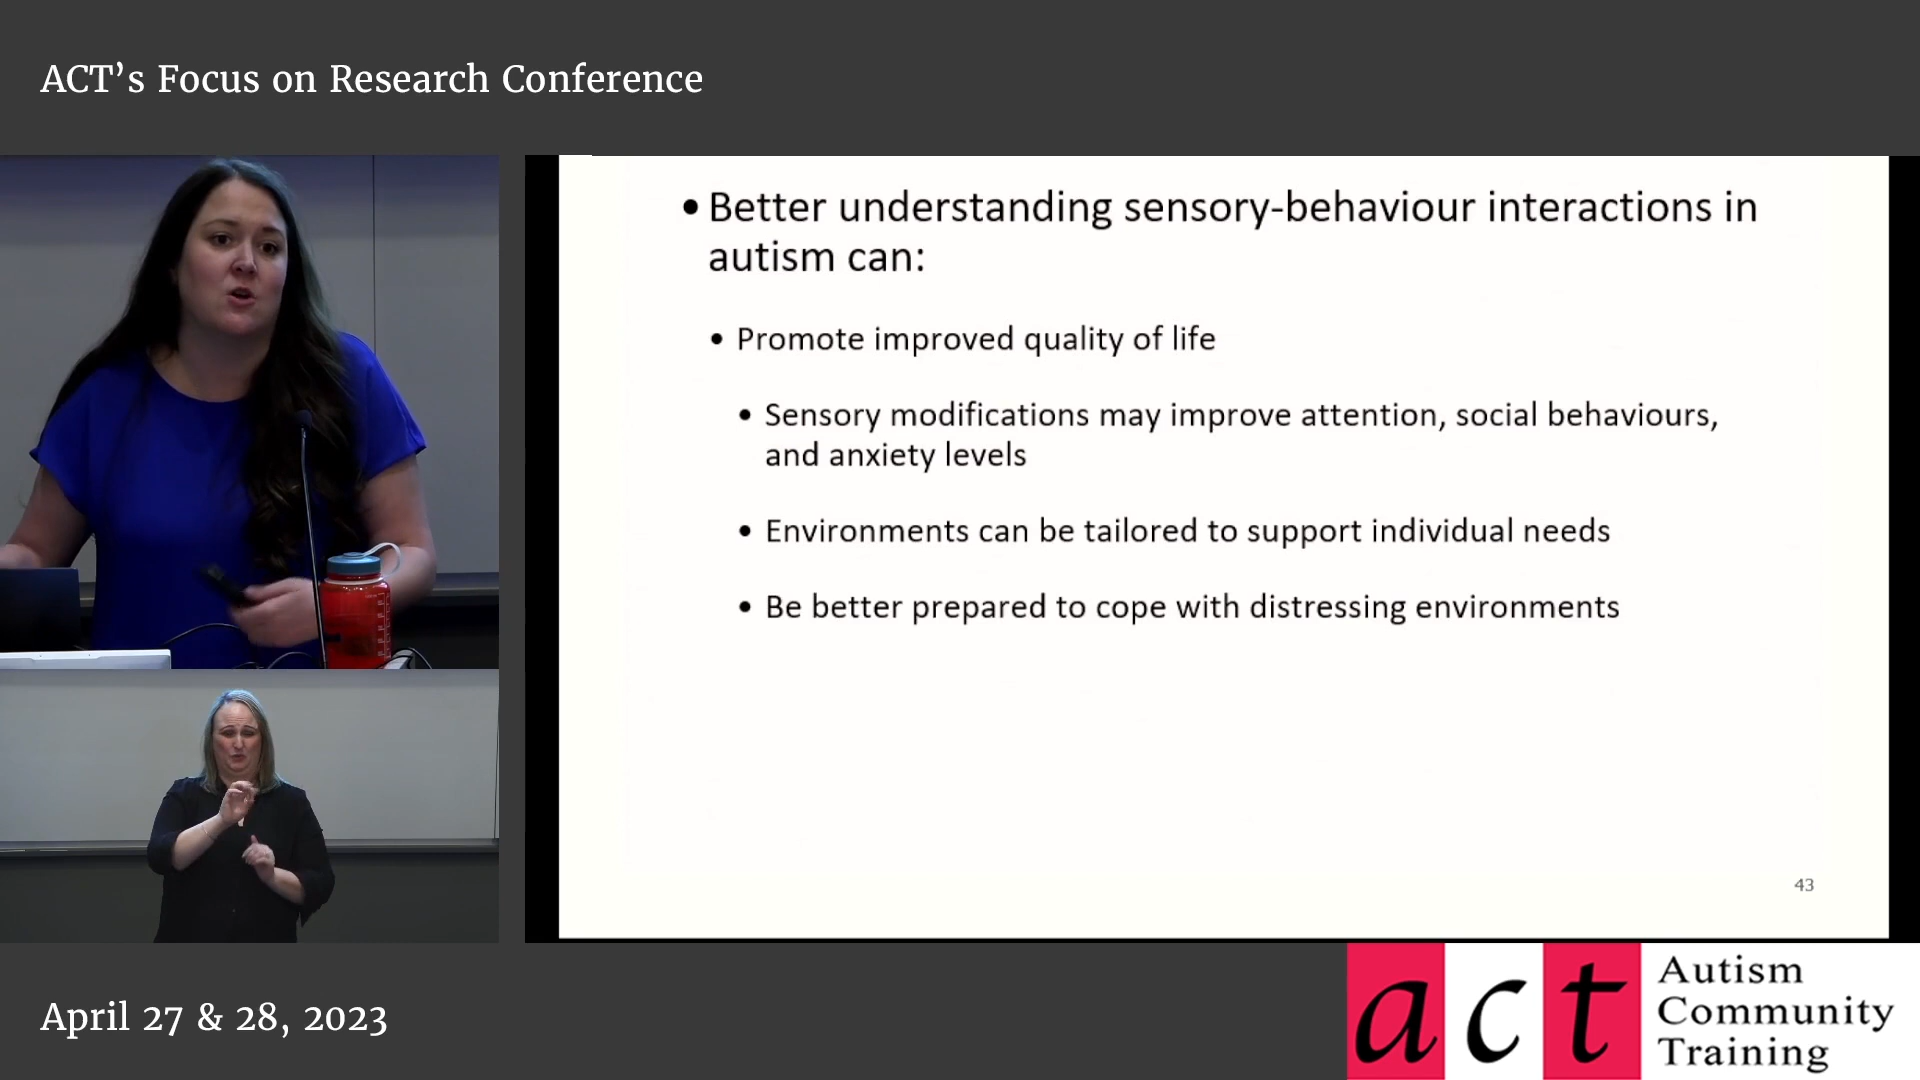 ACT’s Focus on Research Conference
• Better understanding sensory-behaviour interactions in
autism can:
• Promote improved quality of life
• Sensory modifications may improve attention, social behaviours,
and anxiety levels
• Environments can be tailored to support individual needs
• Be better prepared to cope with distressing environments
43
April 27 & 28, 2023
act
Autism
Community
Training